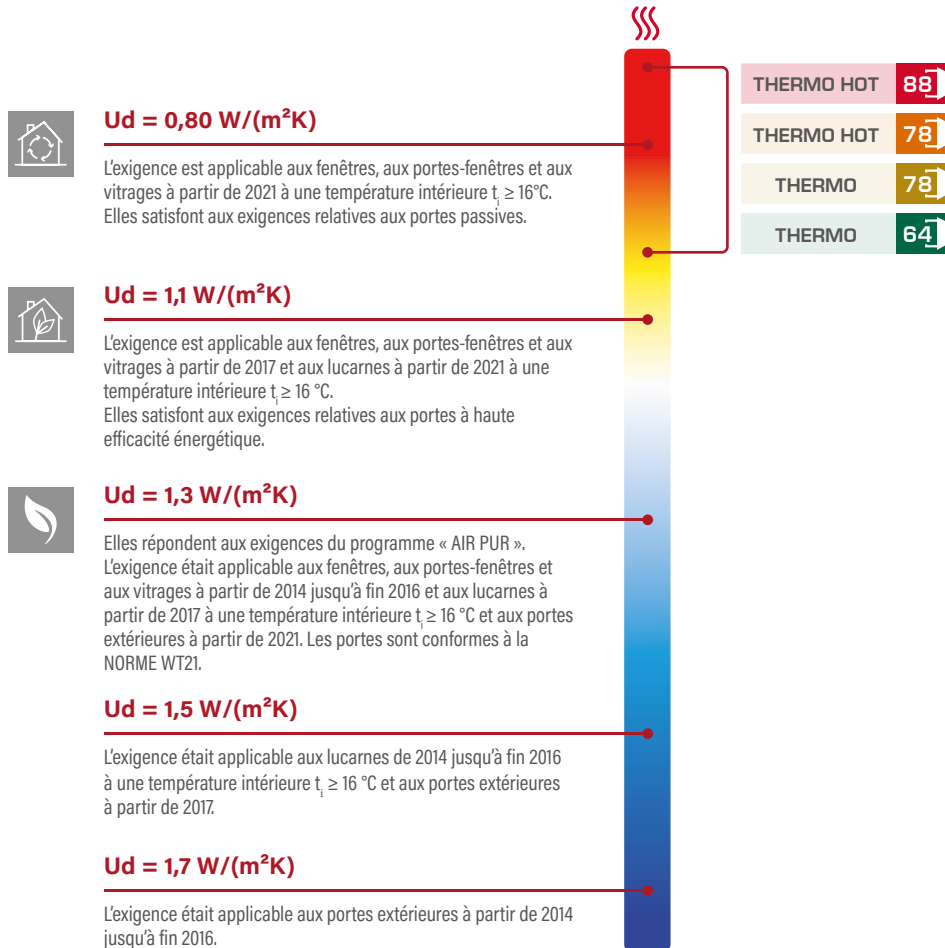 Ud = 0,80 W/(m²K)
L'exigence est applicable aux fenêtres, aux portes-fenêtres et aux
vitrages à partir de 2021 à une température intérieure tᵢ ≥ 16°C.
Elles satisfont aux exigences relatives aux portes passives.
Ud = 1,1 W/(m²K)
L'exigence est applicable aux fenêtres, aux portes-fenêtres et aux
vitrages à partir de 2017 et aux lucarnes à partir de 2021 à une
température intérieure tᵢ ≥ 16 °C.
Elles satisfont aux exigences relatives aux portes à haute
efficacité énergétique.
Ud = 1,3 W/(m²K)
Elles répondent aux exigences du programme « AIR PUR ».
L'exigence était applicable aux fenêtres, aux portes-fenêtres et
aux vitrages à partir de 2014 jusqu'à fin 2016 et aux lucarnes à
partir de 2017 à une température intérieure tᵢ ≥ 16 °C et aux portes
extérieures à partir de 2021. Les portes sont conformes à la
NORME WT21.
Ud = 1,5 W/(m²K)
L'exigence était applicable aux lucarnes de 2014 jusqu'à fin 2016
à une température intérieure tᵢ ≥ 16 °C et aux portes extérieures
à partir de 2017.
Ud = 1,7 W/(m²K)
L'exigence était applicable aux portes extérieures à partir de 2014
jusqu'à fin 2016.
THERMO HOT 88
THERMO HOT 78
THERMO 78
THERMO 64